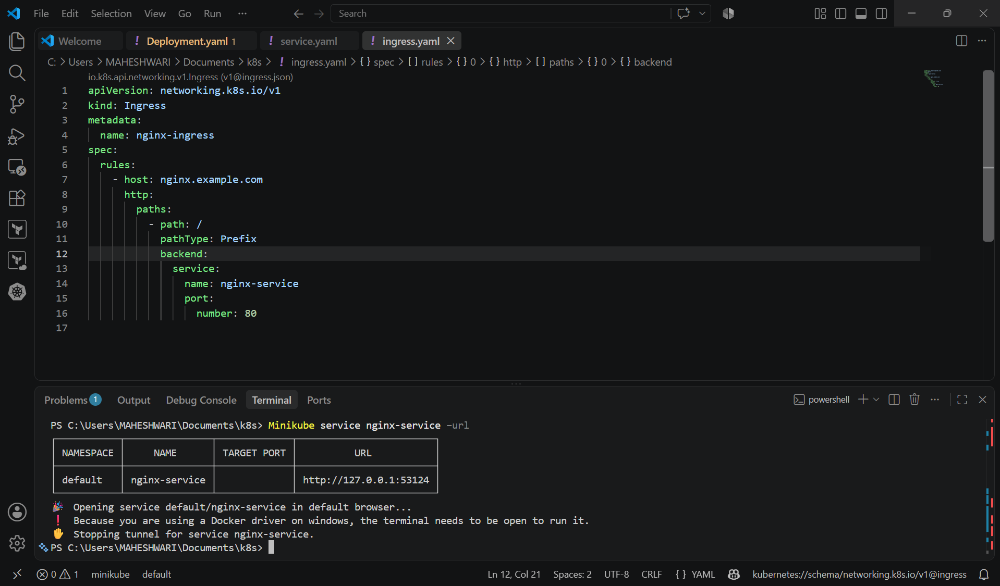 File Edit Selection View Go Run ··· Search
Welcome ! Deployment.yaml 1 ! service.yaml ! ingress.yaml
C: > Users > MAHESHWARI > Documents > k8s > ! ingress.yaml > {} spec > [] rules > {} 0 > {} http > [] paths > {} 0 > {} backend
io.k8s.api.networking.v1.Ingress (v1@ingress.json)
1 apiVersion: networking.k8s.io/v1
2 kind: Ingress
3 metadata:
4   name: nginx-ingress
5 spec:
6   rules:
7     - host: nginx.example.com
8       http:
9         paths:
10           - path: /
11             pathType: Prefix
12             backend:
13               service:
14                 name: nginx-service
15                 port:
16                   number: 80
17
Problems 1 Output Debug Console Terminal Ports powershell
PS C:\Users\MAHESHWARI\Documents\k8s> Minikube service nginx-service –url
NAMESPACE NAME TARGET PORT URL
default nginx-service http://127.0.0.1:53124
🎉 Opening service default/nginx-service in default browser...
❗ Because you are using a Docker driver on windows, the terminal needs to be open to run it.
✋ Stopping tunnel for service nginx-service.
PS C:\Users\MAHESHWARI\Documents\k8s>
0 1 minikube default Ln 12, Col 21 Spaces: 2 UTF-8 CRLF {} YAML kubernetes://schema/networking.k8s.io/v1@ingress